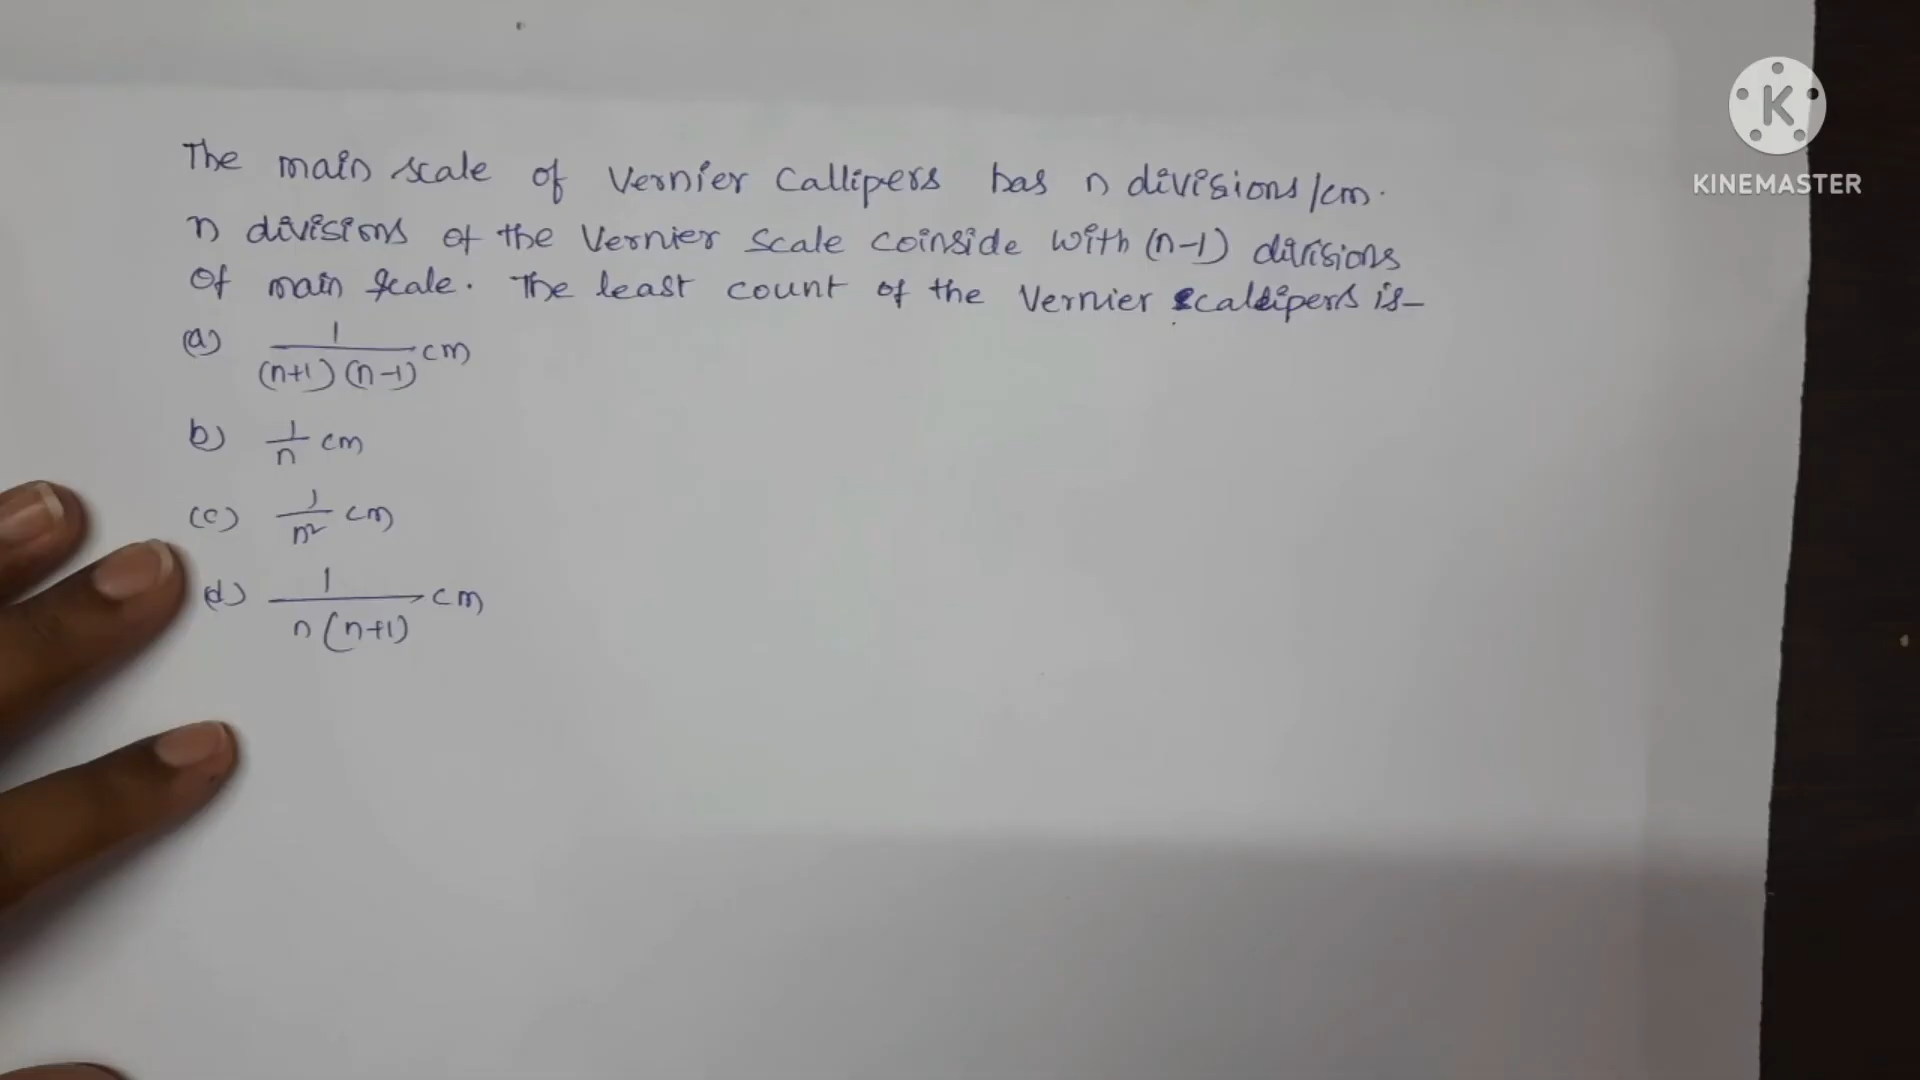 The main scale of Vernier Callipers has n divisions/cm.
n divisions of the Vernier Scale coinside with (n-1) divisions
of main scale. The least count of the Vernier scallipers is-
(a) 1/(n+1)(n-1) cm
b) 1/n cm
(c) 1/n² cm
(d) 1/n(n+1) cm
K
KINEMASTER